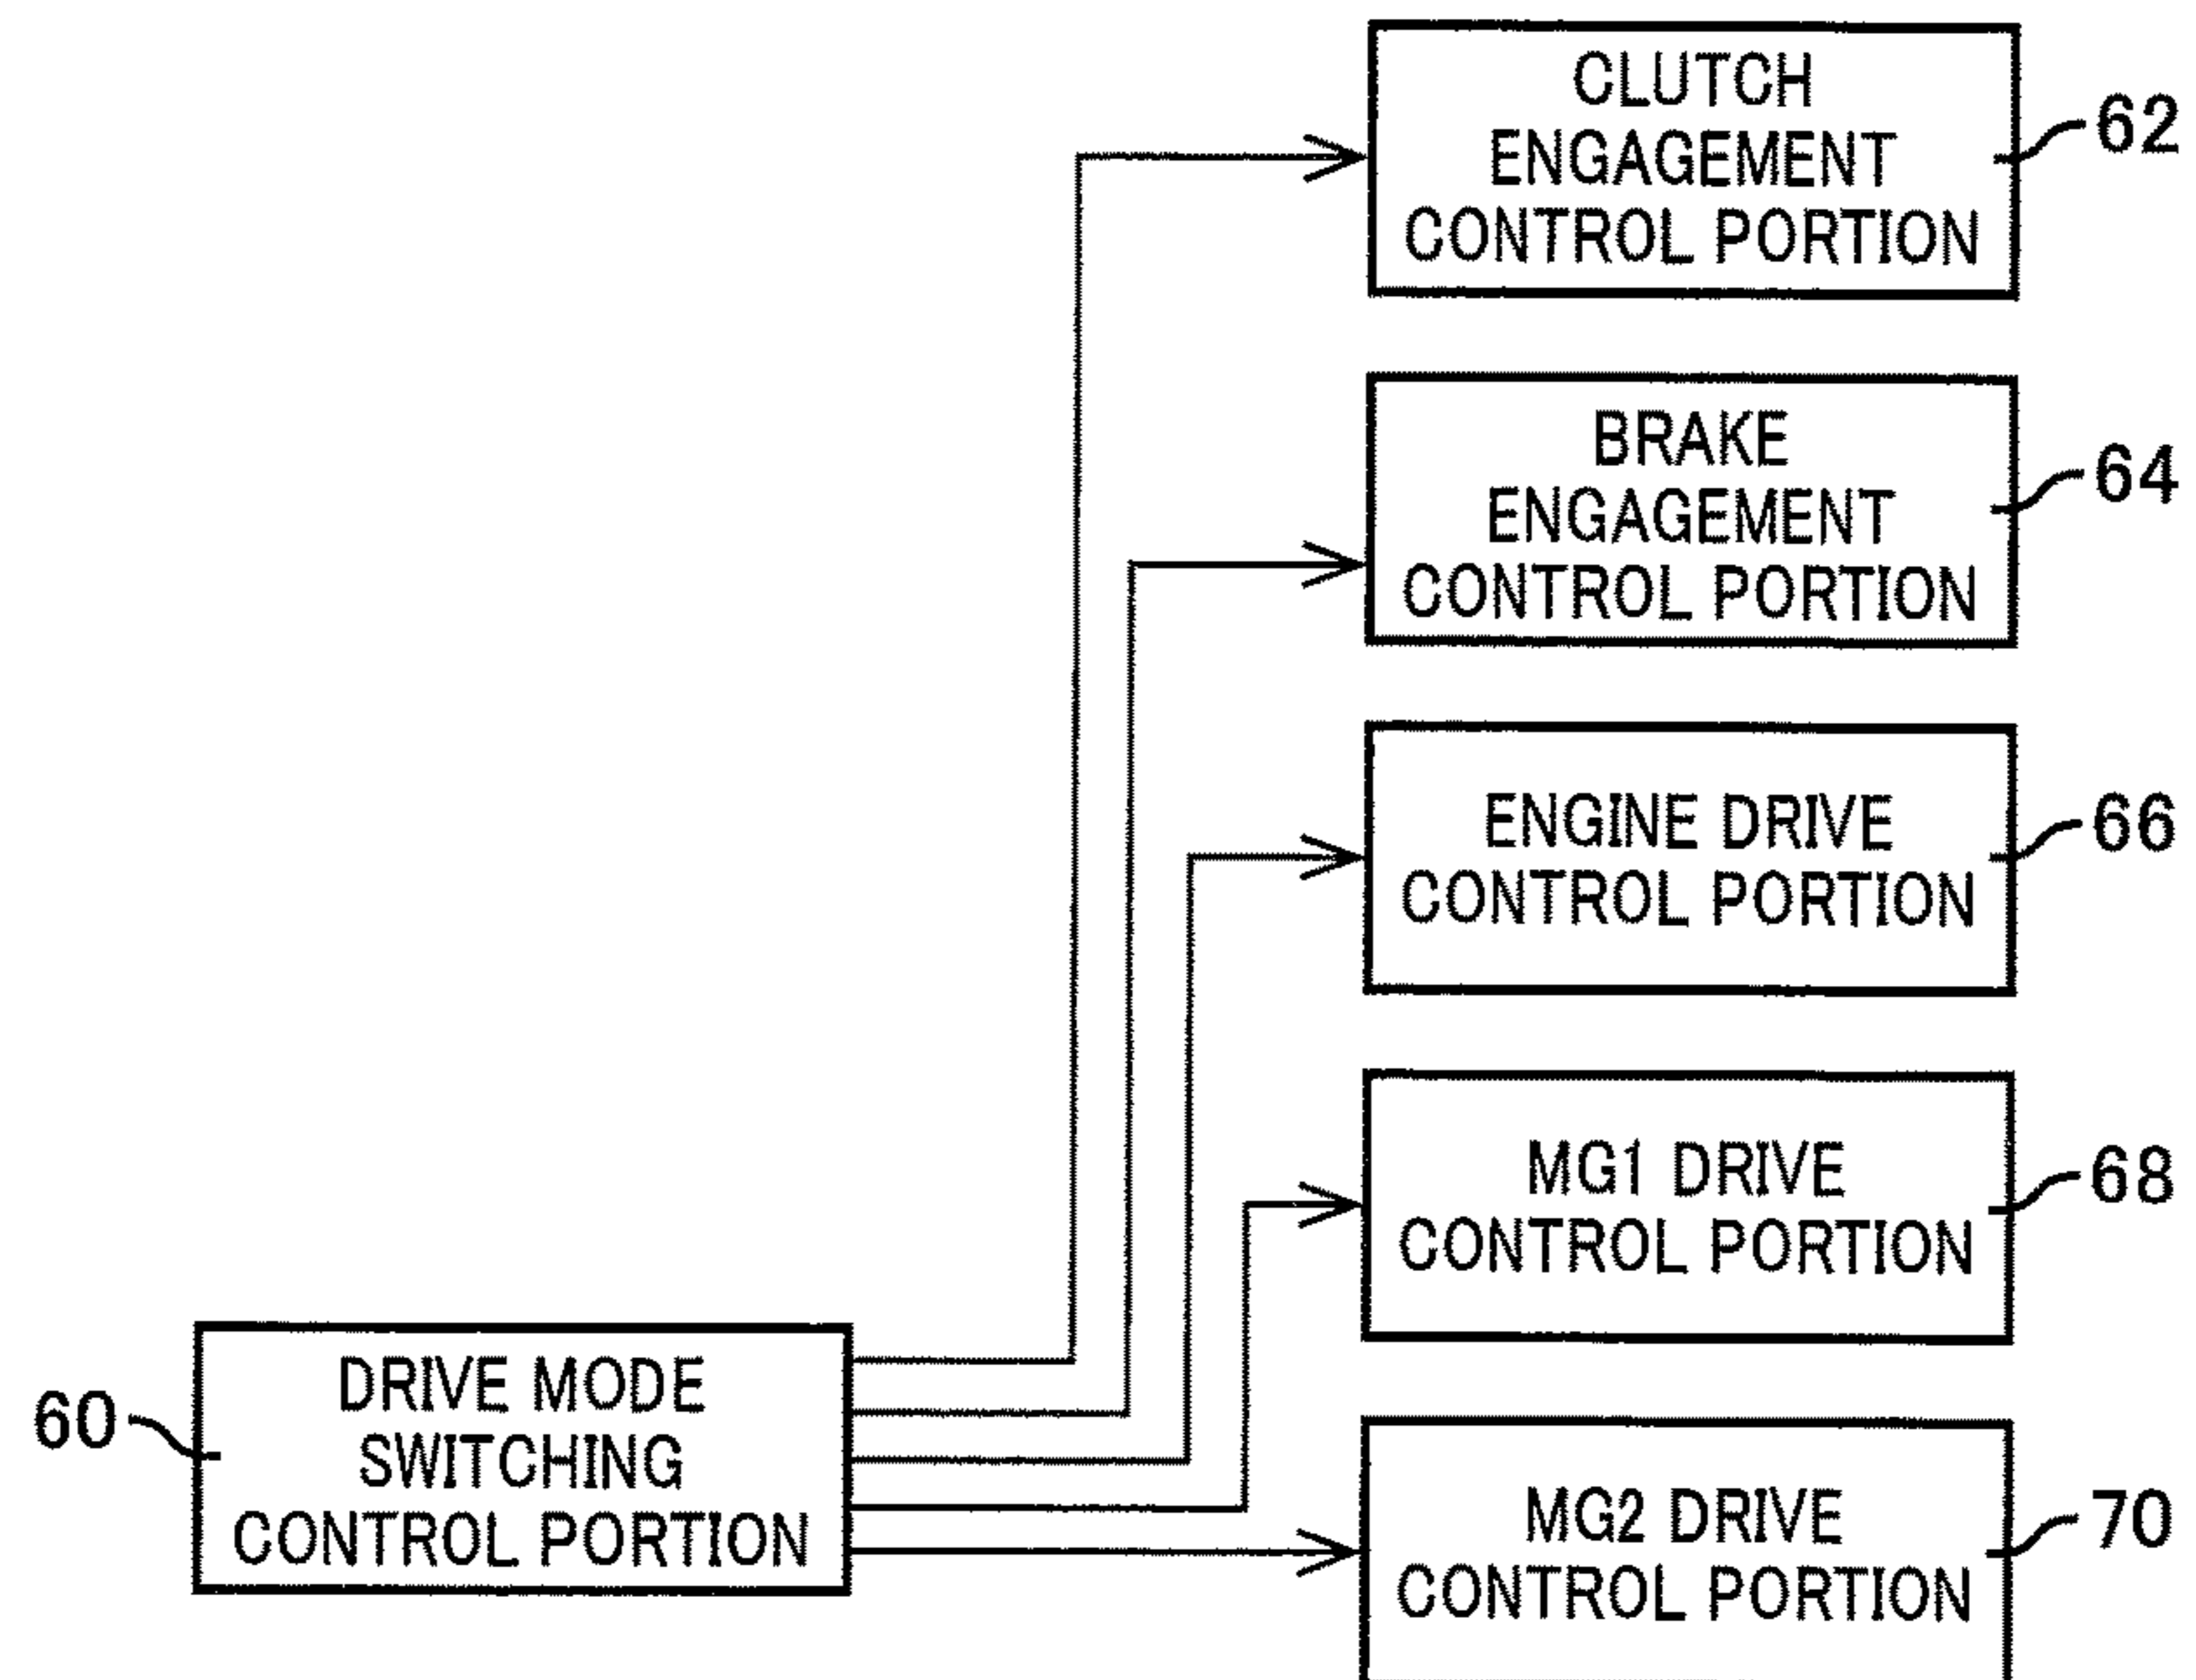 CLUTCH
ENGAGEMENT
CONTROL PORTION
62
BRAKE
ENGAGEMENT
CONTROL PORTION
64
ENGINE DRIVE
CONTROL PORTION
66
MG1 DRIVE
CONTROL PORTION
68
60
DRIVE MODE
SWITCHING
CONTROL PORTION
MG2 DRIVE
CONTROL PORTION
70